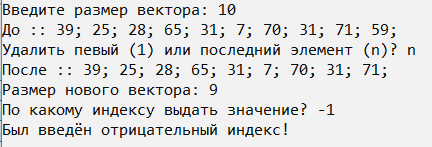 Введите размер вектора: 10
До :: 39; 25; 28; 65; 31; 7; 70; 31; 71; 59;
Удалить певый (1) или последний элемент (n)? n
После :: 39; 25; 28; 65; 31; 7; 70; 31; 71;
Размер нового вектора: 9
По какому индексу выдать значение? -1
Был введён отрицательный индекс!